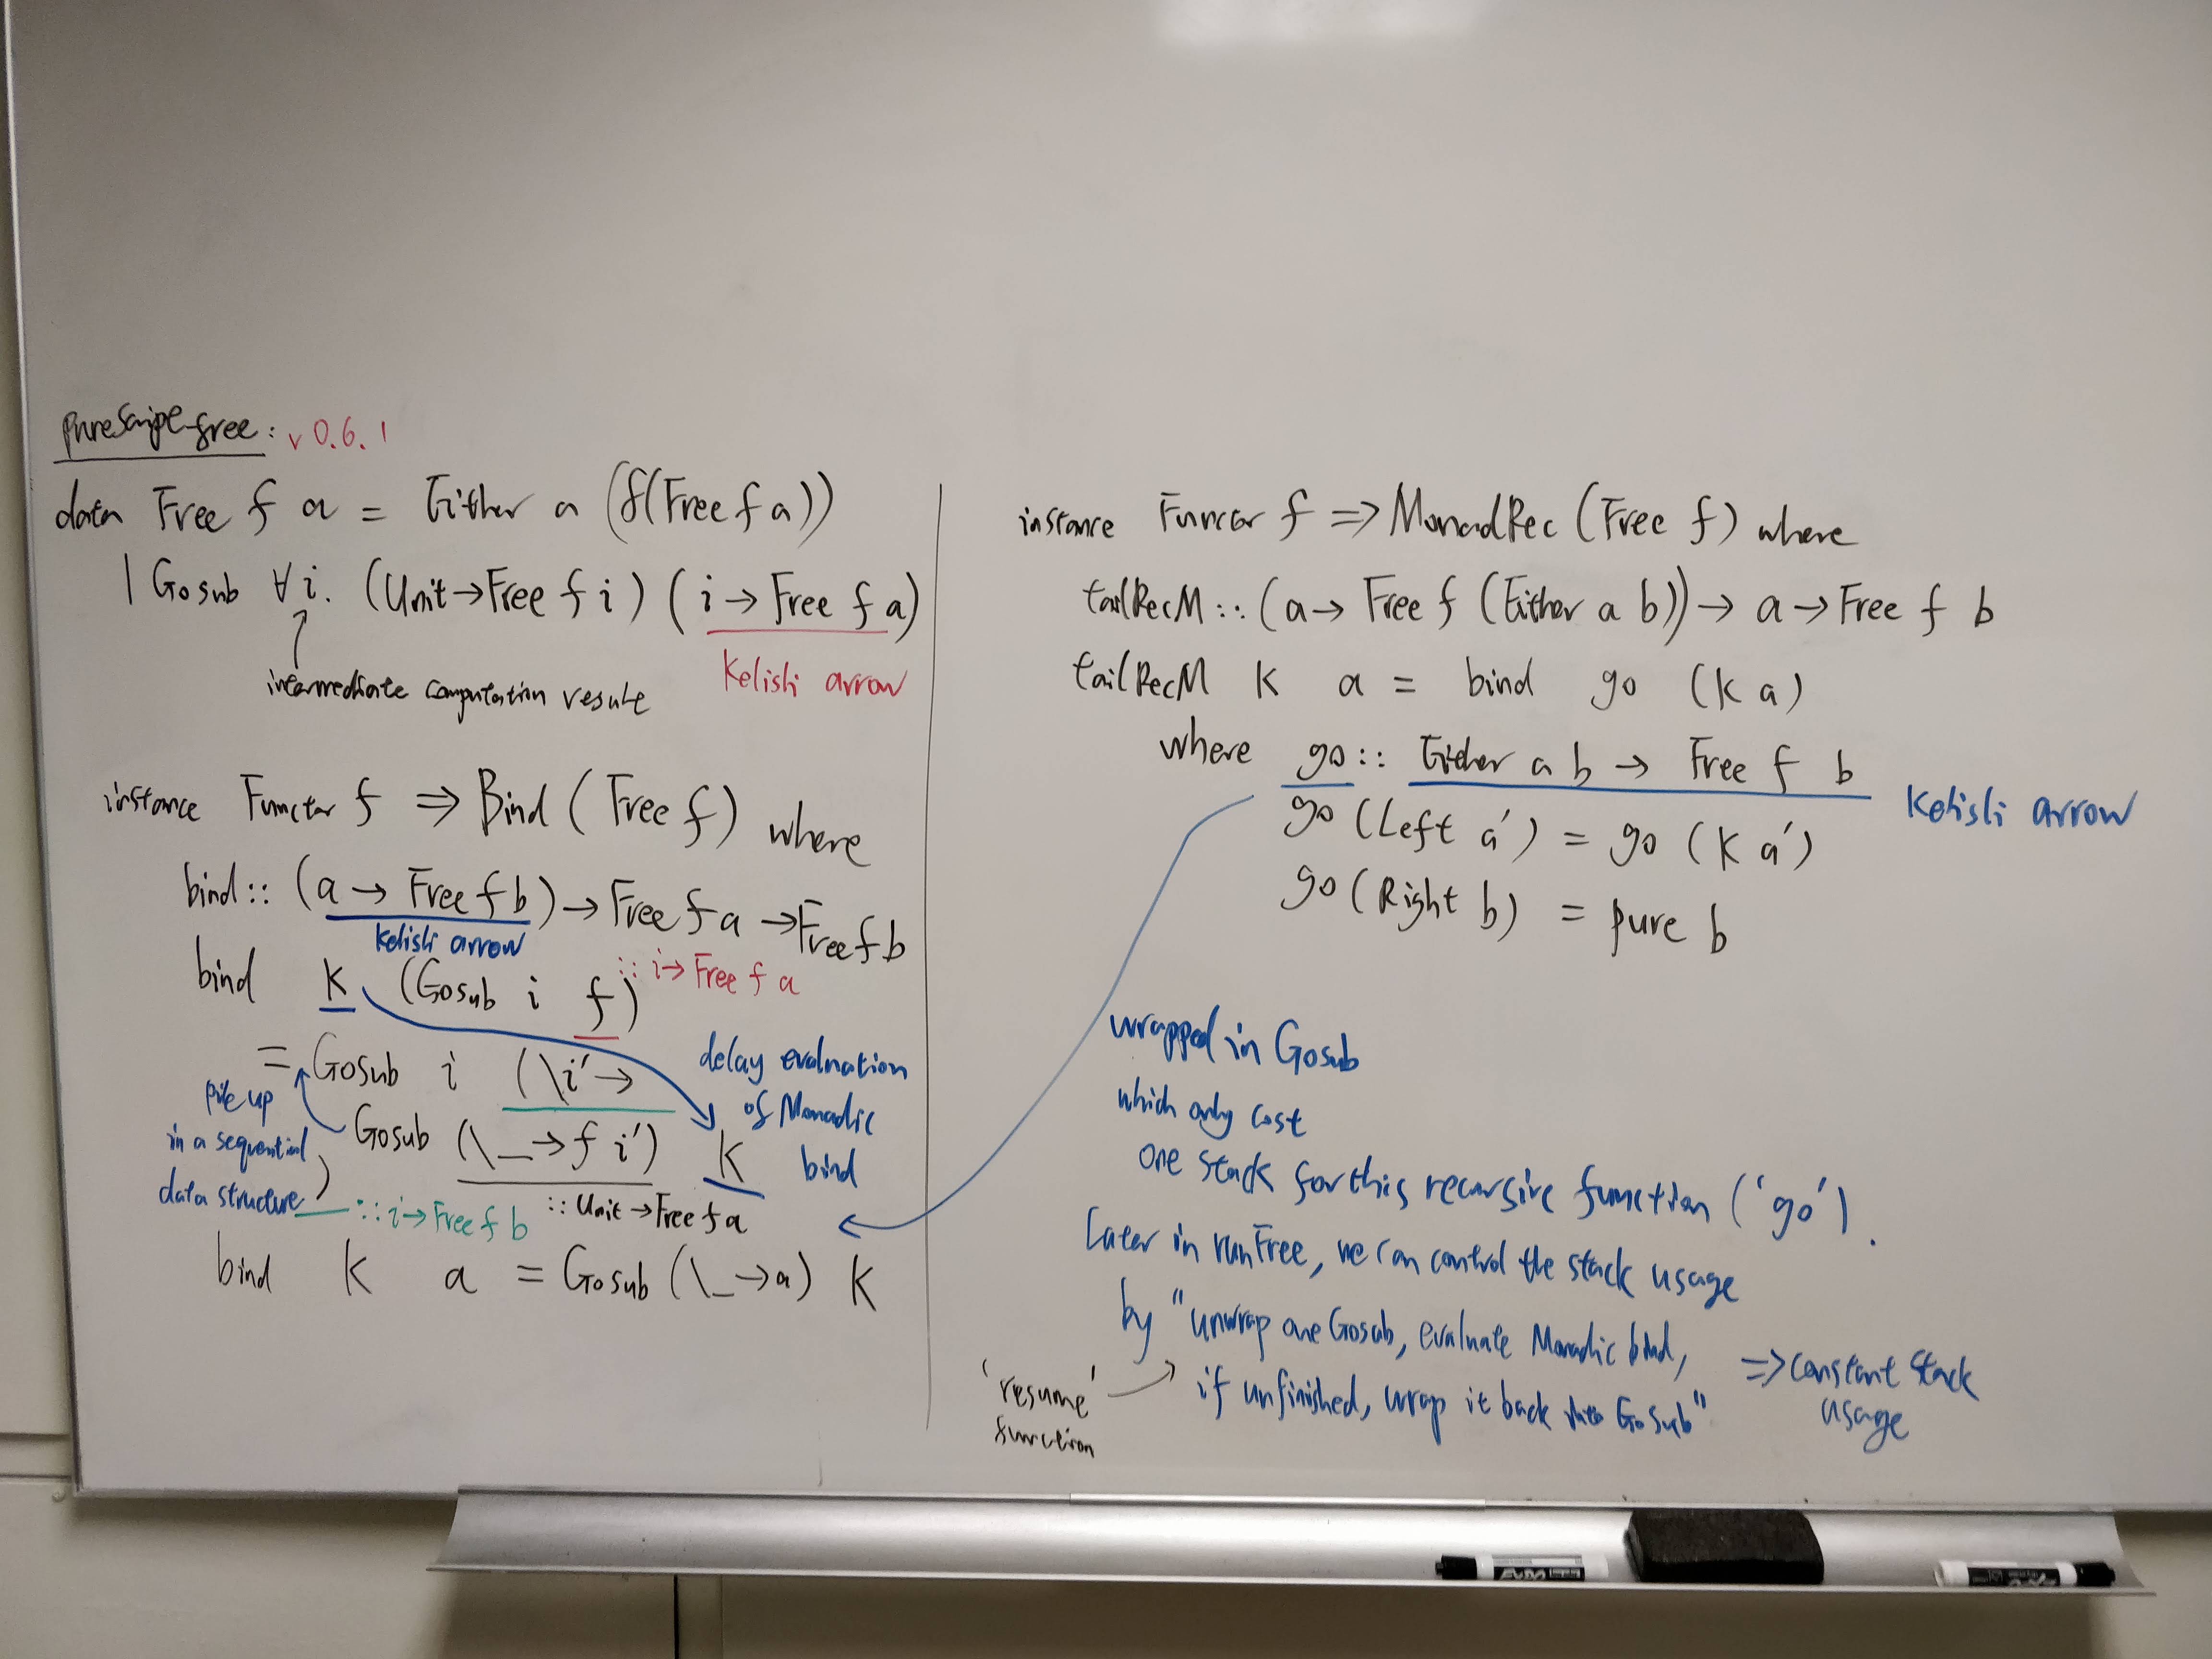 purescript-free: v 0.6.1
data Free f a = Either a (f(Free f a))
| Gosub ∀i. (Unit→Free f i) (i → Free f a)
intermediate computation result
Kelisli arrow
instance Functor f => Bind (Free f) where
bind:: (a → Free f b) → Free f a → Free f b
Kelisli arrow
bind K (Gosub i f) :: i→ Free f a
= Gosub i (\i' →
Gosub (\_→f i') K
)
:: i→Free f b
:: Unit→Free f a
delay evaluation
of Monadic
bind
pile up
in a sequential
data structure
bind K a = Gosub (\_→a) K
instance Functor f => MonadRec (Free f) where
tailRecM:: (a→ Free f (Either a b)) → a → Free f b
tailRecM K a = bind go (K a)
where go:: Either a b → Free f b
Kelisli arrow
go (Left a') = go (K a')
go (Right b) = pure b
wrapped in Gosub
which only cost
one stack for this recursive function ('go').
Later in runFree, we can control the stack usage
by "unwrap one Gosub, evaluate Monadic bind,
if unfinished, wrap it back into Gosub"
=> constant stack
usage
'resume'
function